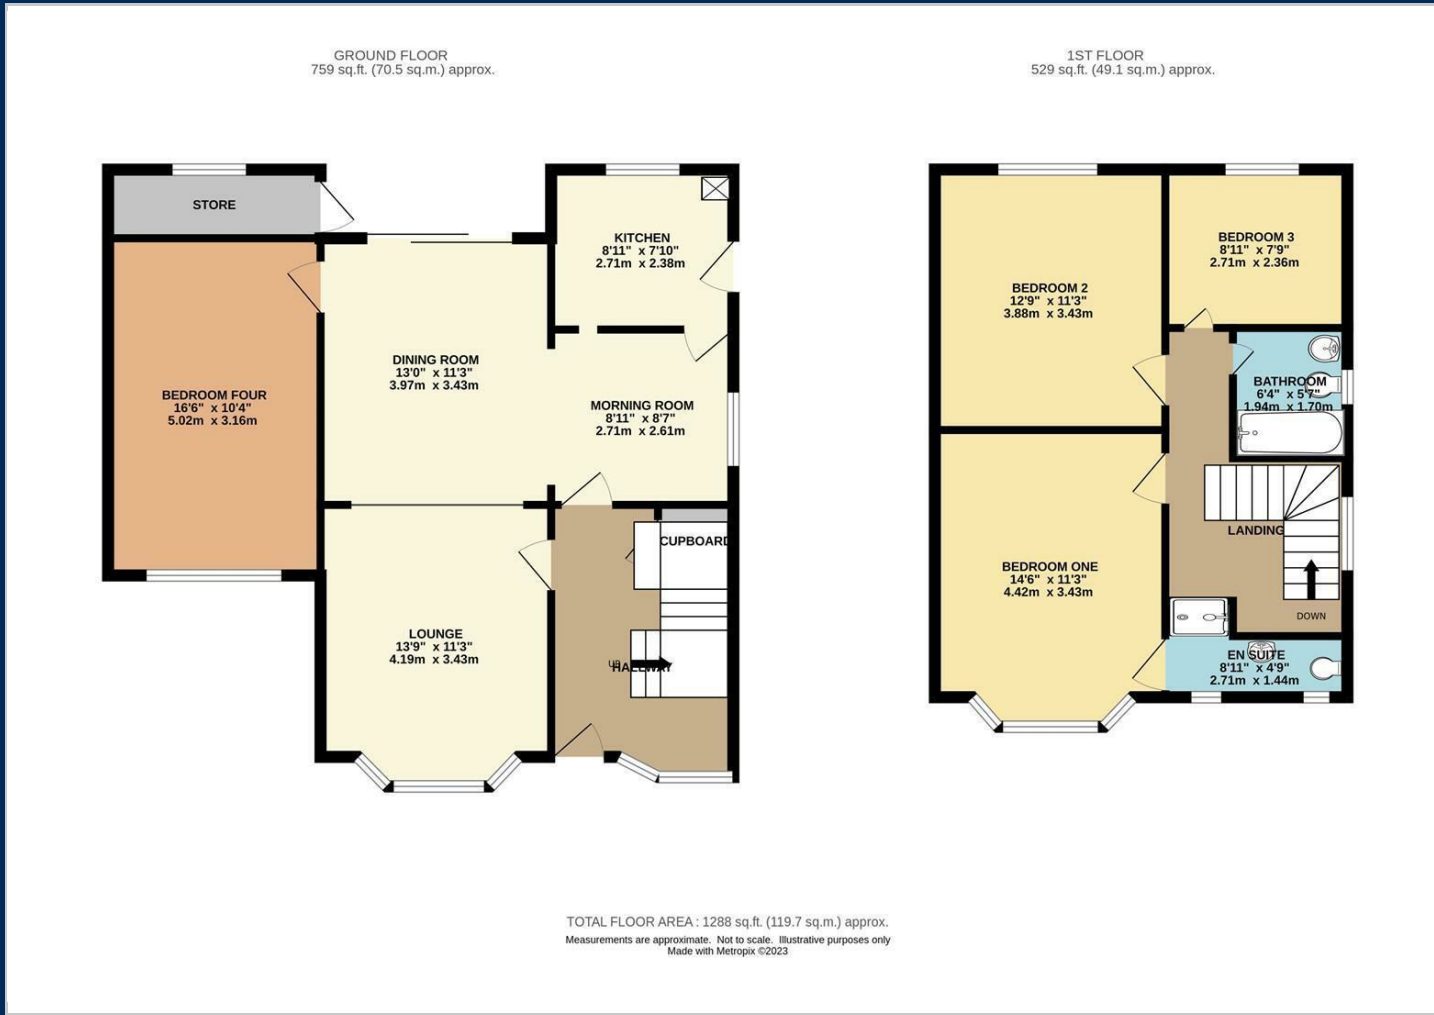 GROUND FLOOR
759 sq.ft. (70.5 sq.m.) approx.
1ST FLOOR
529 sq.ft. (49.1 sq.m.) approx.
STORE
KITCHEN
8'11" x 7'10"
2.71m x 2.38m
BEDROOM FOUR
16'6" x 10'4"
5.02m x 3.16m
DINING ROOM
13'0" x 11'3"
3.97m x 3.43m
MORNING ROOM
8'11" x 8'7"
2.71m x 2.61m
CUPBOARD
LOUNGE
13'9" x 11'3"
4.19m x 3.43m
UP
HALLWAY
BEDROOM 2
12'9" x 11'3"
3.88m x 3.43m
BEDROOM 3
8'11" x 7'9"
2.71m x 2.36m
BATHROOM
6'4" x 5'7"
1.94m x 1.70m
LANDING
BEDROOM ONE
14'6" x 11'3"
4.42m x 3.43m
DOWN
EN SUITE
8'11" x 4'9"
2.71m x 1.44m
TOTAL FLOOR AREA : 1288 sq.ft. (119.7 sq.m.) approx.
Measurements are approximate. Not to scale. Illustrative purposes only
Made with Metropix ©2023